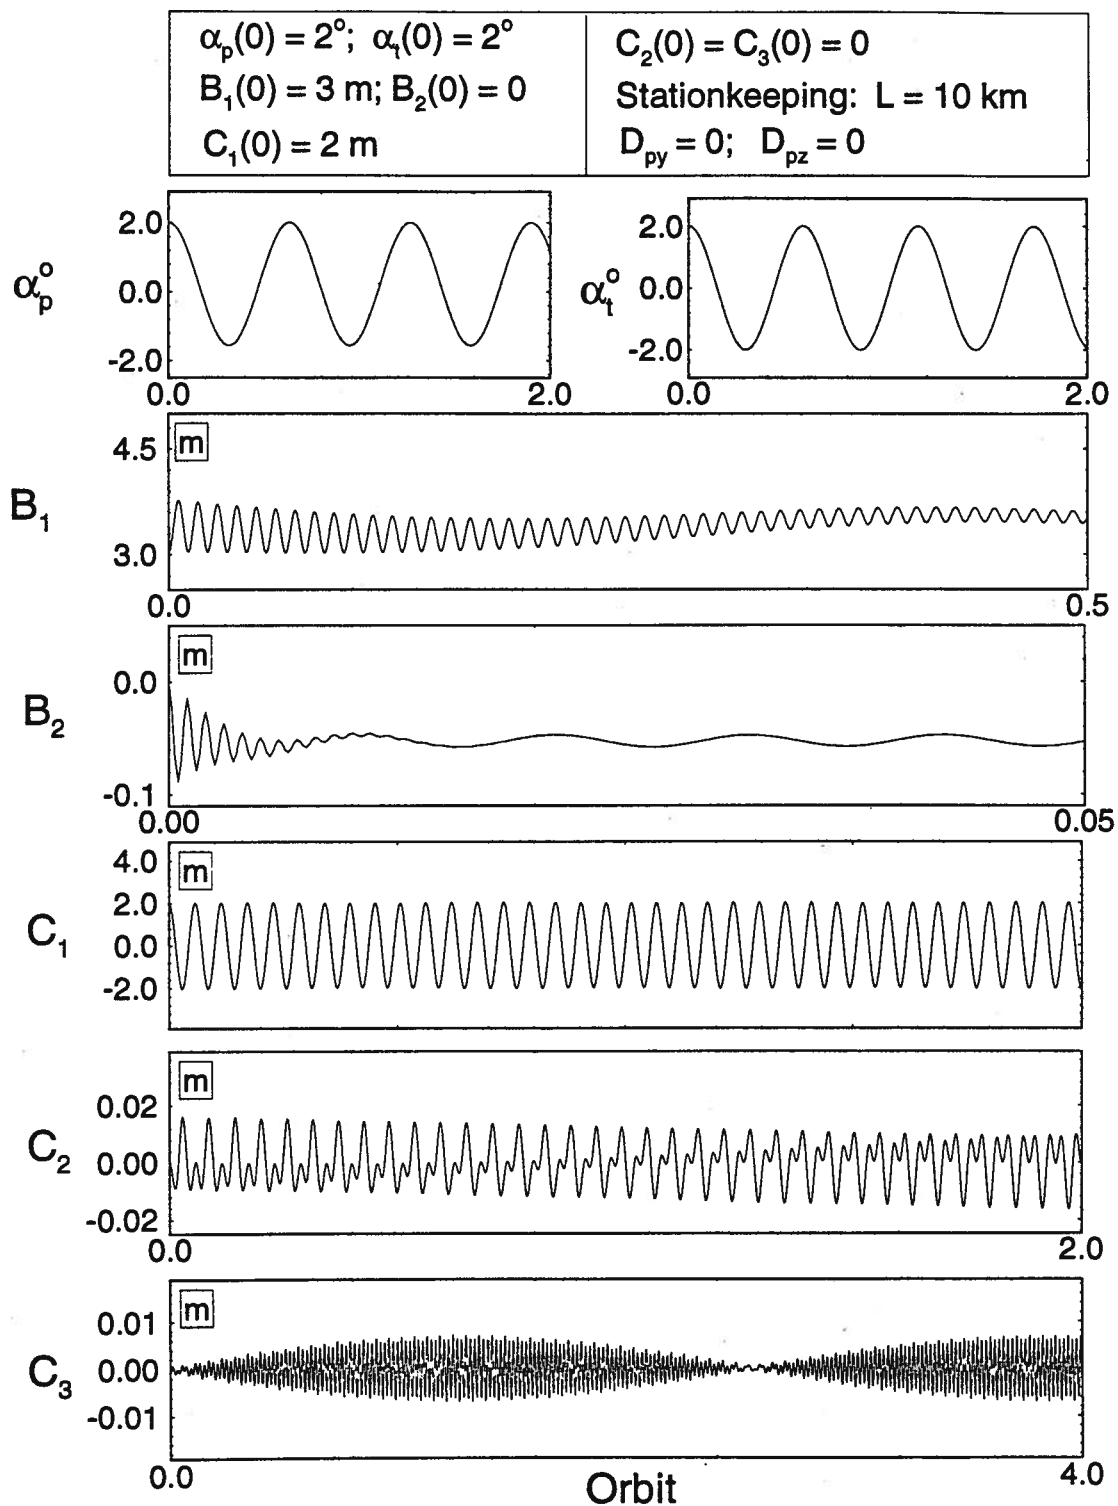 αp(0) = 2°; αt(0) = 2°
B1(0) = 3 m; B2(0) = 0
C1(0) = 2 m
C2(0) = C3(0) = 0
Stationkeeping: L = 10 km
Dpy = 0; Dpz = 0
αp°
2.0
0.0
-2.0
0.0 2.0
αt°
2.0
0.0
-2.0
0.0 2.0
B1
m
4.5
3.0
0.0 0.5
B2
m
0.0
-0.1
0.00 0.05
C1
m
4.0
2.0
0.0
-2.0
C2
m
0.02
0.00
-0.02
0.0 2.0
C3
m
0.01
0.00
-0.01
0.0 Orbit 4.0